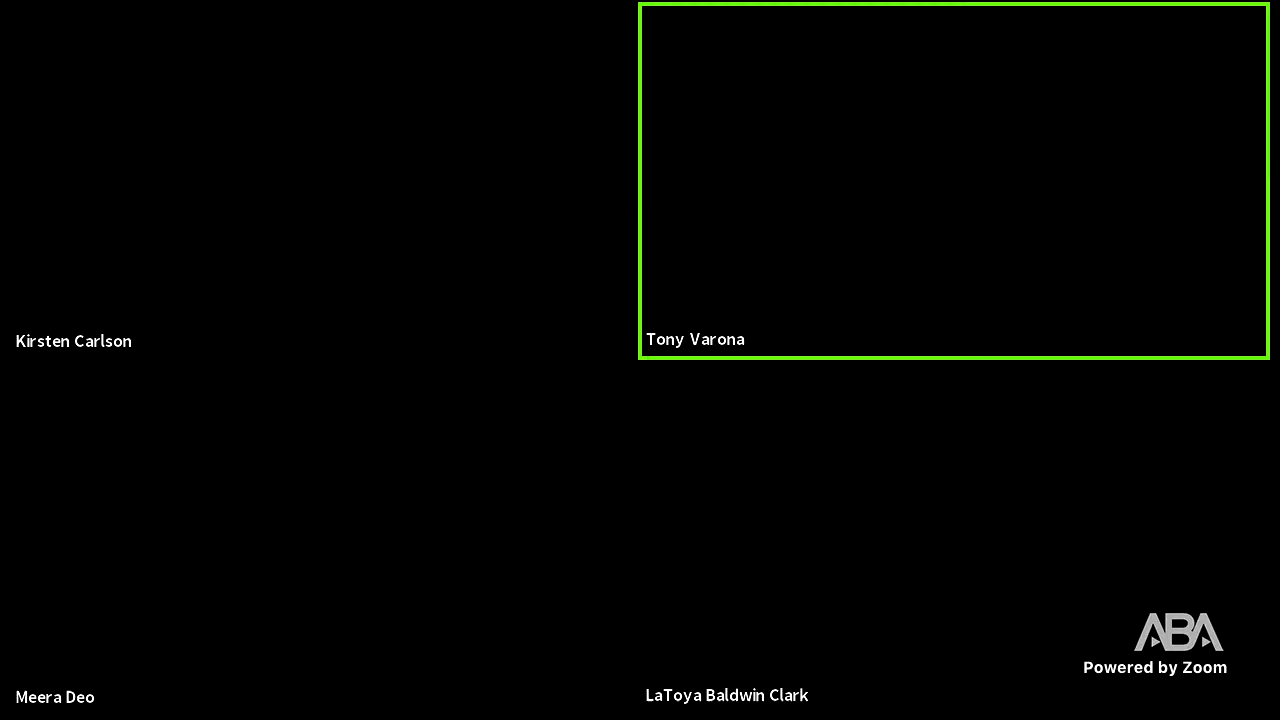 Kirsten Carlson
Tony Varona
ABA
Powered by Zoom
Meera Deo
LaToya Baldwin Clark